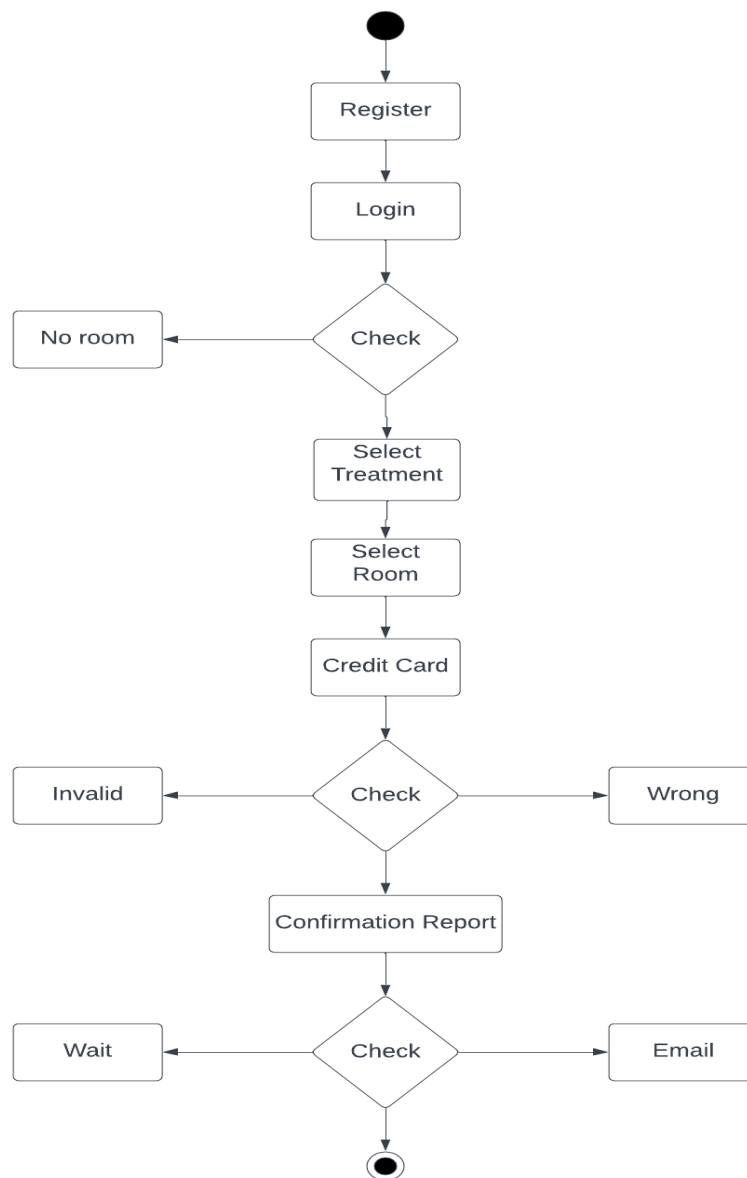 Register
Login
No room
Check
Select
Treatment
Select
Room
Credit Card
Invalid
Check
Wrong
Confirmation Report
Wait
Check
Email